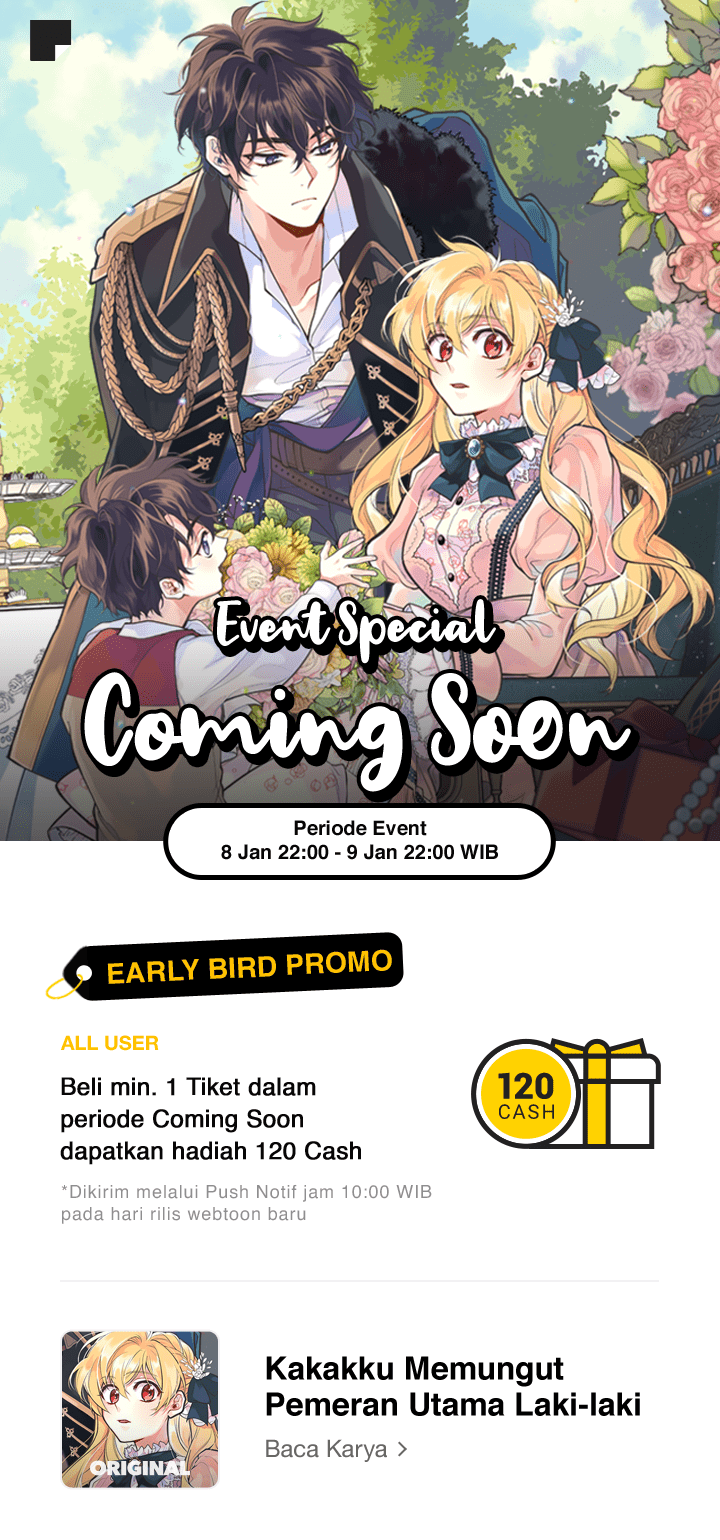 Event Special
Coming Soon
Periode Event
8 Jan 22:00 - 9 Jan 22:00 WIB
EARLY BIRD PROMO
ALL USER
Beli min. 1 Tiket dalam
periode Coming Soon
dapatkan hadiah 120 Cash
120
CASH
*Dikirim melalui Push Notif jam 10:00 WIB
pada hari rilis webtoon baru
ORIGINAL
Kakakku Memungut
Pemeran Utama Laki-laki
Baca Karya >